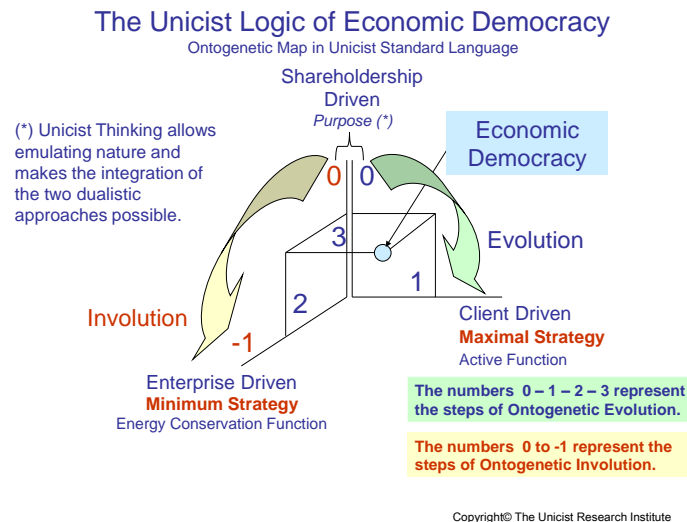 The Unicist Logic of Economic Democracy
Ontogenetic Map in Unicist Standard Language
Shareholdership
Driven
Purpose (*)
(*) Unicist Thinking allows
emulating nature and
makes the integration of
the two dualistic
approaches possible.
Economic
Democracy
0
0
3
Evolution
1
2
Involution
-1
Client Driven
Maximal Strategy
Active Function
Enterprise Driven
Minimum Strategy
Energy Conservation Function
The numbers 0 – 1 – 2 – 3 represent
the steps of Ontogenetic Evolution.
The numbers 0 to -1 represent the
steps of Ontogenetic Involution.
Copyright© The Unicist Research Institute